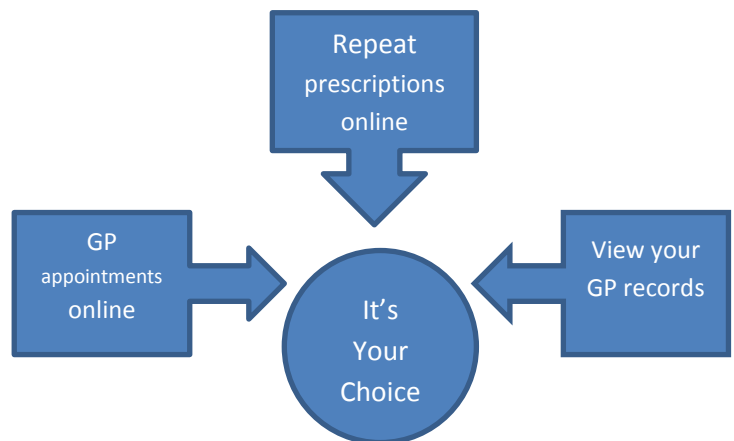 Repeat
prescriptions
online
GP
appointments
online
View your
GP records
It’s
Your
Choice